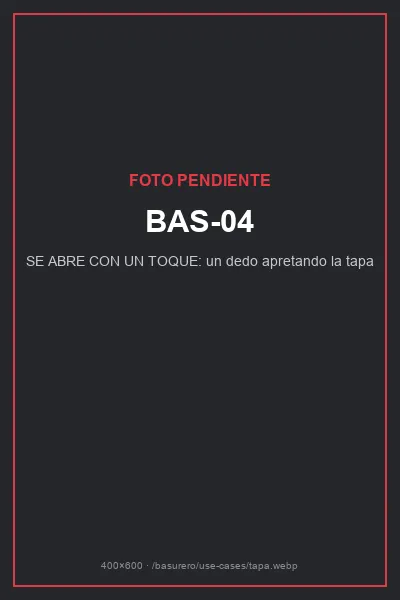 FOTO PENDIENTE
BAS-04
SE ABRE CON UN TOQUE: un dedo apretando la tapa
400×600 · /basurero/use-cases/tapa.webp